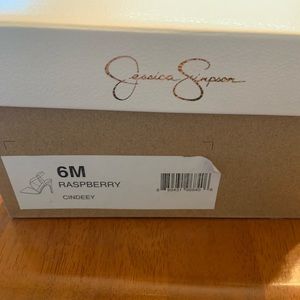 Jessica Simpson
6M
RASPBERRY
CINDEEY